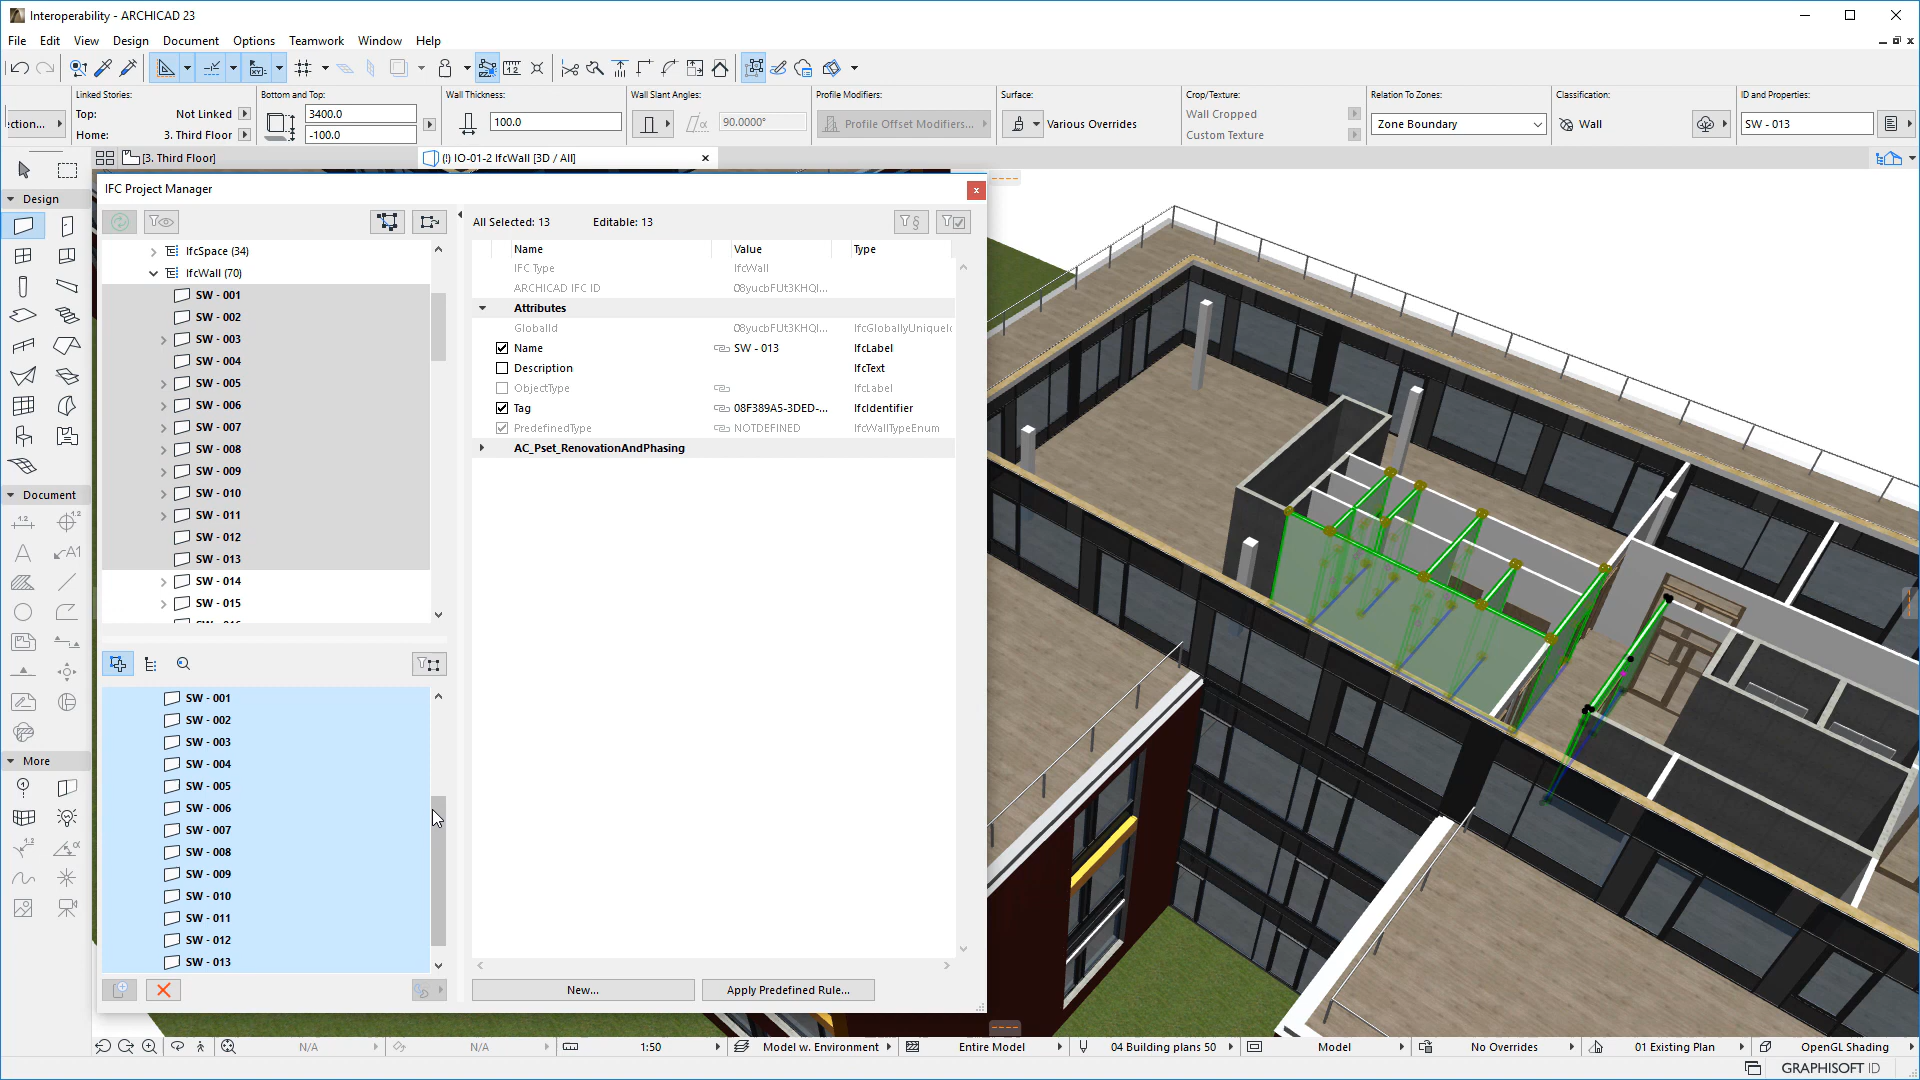 Interoperability - ARCHICAD 23
File Edit View Design Document Options Teamwork Window Help
Linked Stories: Bottom and Top: Wall Thickness: Wall Slant Angles: Profile Modifiers: Surface: Crop/Texture: Relation To Zones: Classification: ID and Properties:
ection... Top: Not Linked 3400.0 100.0 90.0000° Profile Offset Modifiers... Various Overrides Wall Cropped Zone Boundary Wall SW - 013
Home: 3. Third Floor -100.0 Custom Texture
[3. Third Floor] (!) IO-01-2 IfcWall [3D / All]
IFC Project Manager
Design
Document
More
All Selected: 13 Editable: 13
IfcSpace (34)
IfcWall (70)
SW - 001
SW - 002
SW - 003
SW - 004
SW - 005
SW - 006
SW - 007
SW - 008
SW - 009
SW - 010
SW - 011
SW - 012
SW - 013
SW - 014
SW - 015
Name Value Type
IFC Type IfcWall
ARCHICAD IFC ID 08yucbFUt3KHQI...
Attributes
GlobalId 08yucbFUt3KHQI... IfcGloballyUniqueIc
Name SW - 013 IfcLabel
Description IfcText
ObjectType IfcLabel
Tag 08F389A5-3DED-... IfcIdentifier
PredefinedType NOTDEFINED IfcWallTypeEnum
AC_Pset_RenovationAndPhasing
SW - 001
SW - 002
SW - 003
SW - 004
SW - 005
SW - 006
SW - 007
SW - 008
SW - 009
SW - 010
SW - 011
SW - 012
SW - 013
New... Apply Predefined Rule...
N/A N/A 1:50 Model w. Environment Entire Model 04 Building plans 50 Model No Overrides 01 Existing Plan OpenGL Shading
GRAPHISOFT ID